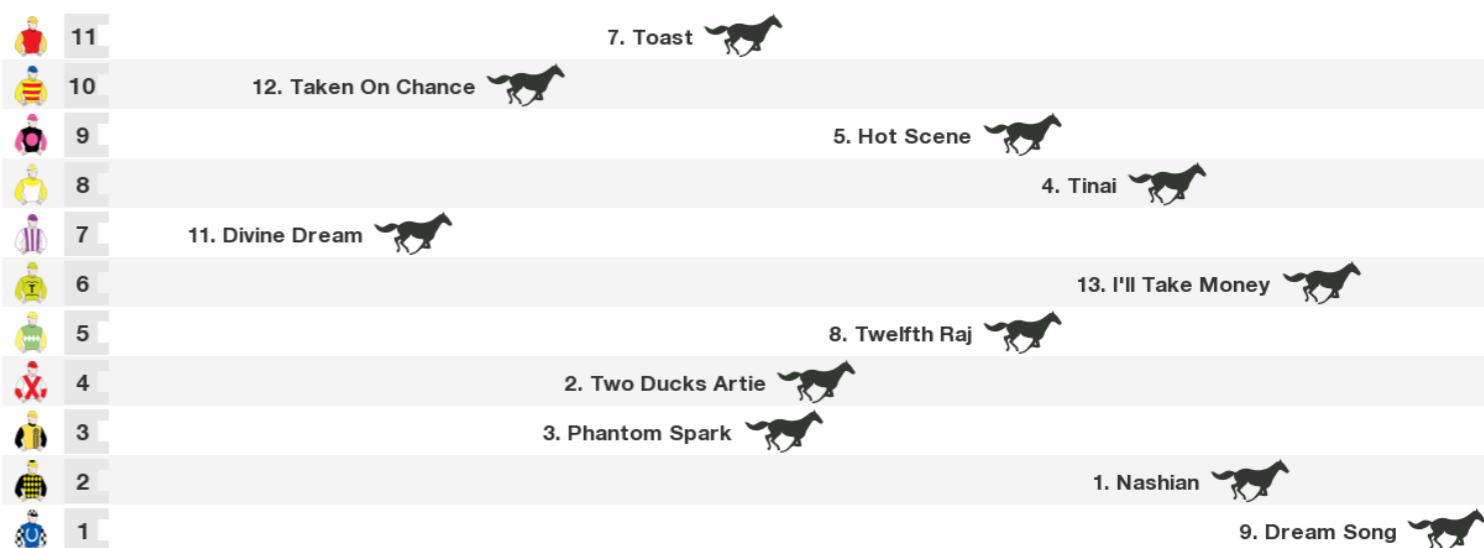 11 7. Toast
10 12. Taken On Chance
9 5. Hot Scene
8 4. Tinai
7 11. Divine Dream
6 13. I'll Take Money
5 8. Twelfth Raj
4 2. Two Ducks Artie
3 3. Phantom Spark
2 1. Nashian
1 9. Dream Song